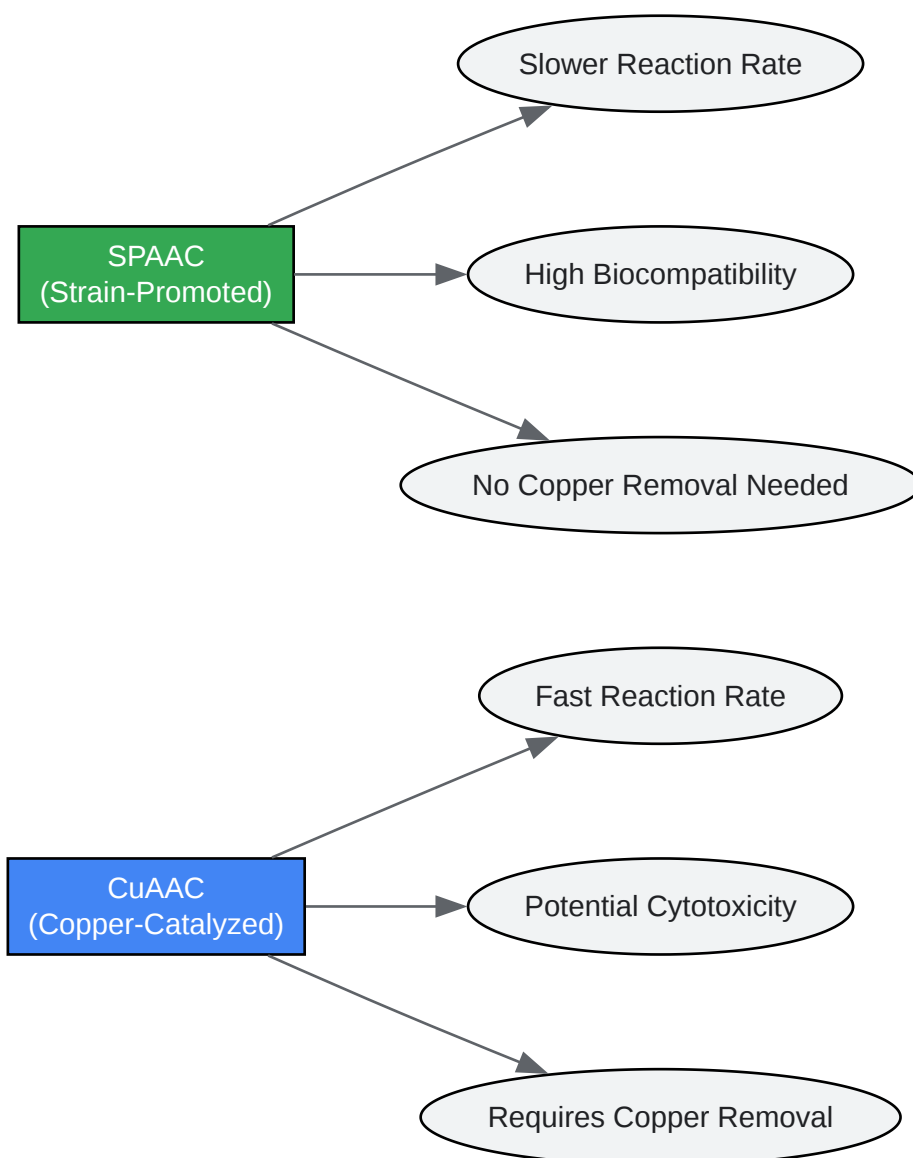 Slower Reaction Rate
SPAAC
(Strain-Promoted)
High Biocompatibility
No Copper Removal Needed
Fast Reaction Rate
CuAAC
(Copper-Catalyzed)
Potential Cytotoxicity
Requires Copper Removal